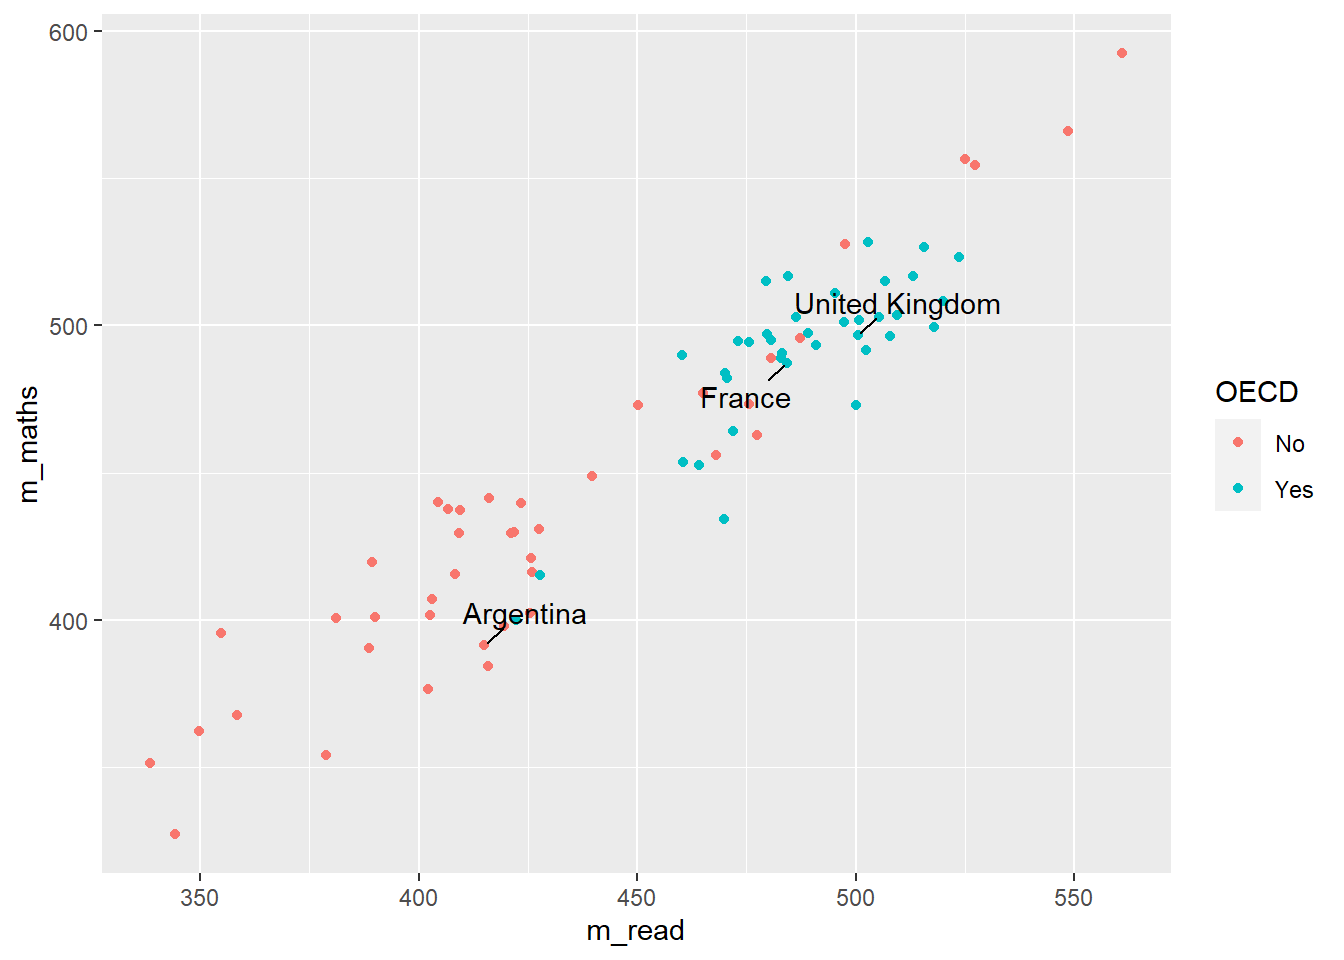 600
500
400
m_maths
United Kingdom
France
Argentina
350
400
450
500
550
m_read
OECD
No
Yes